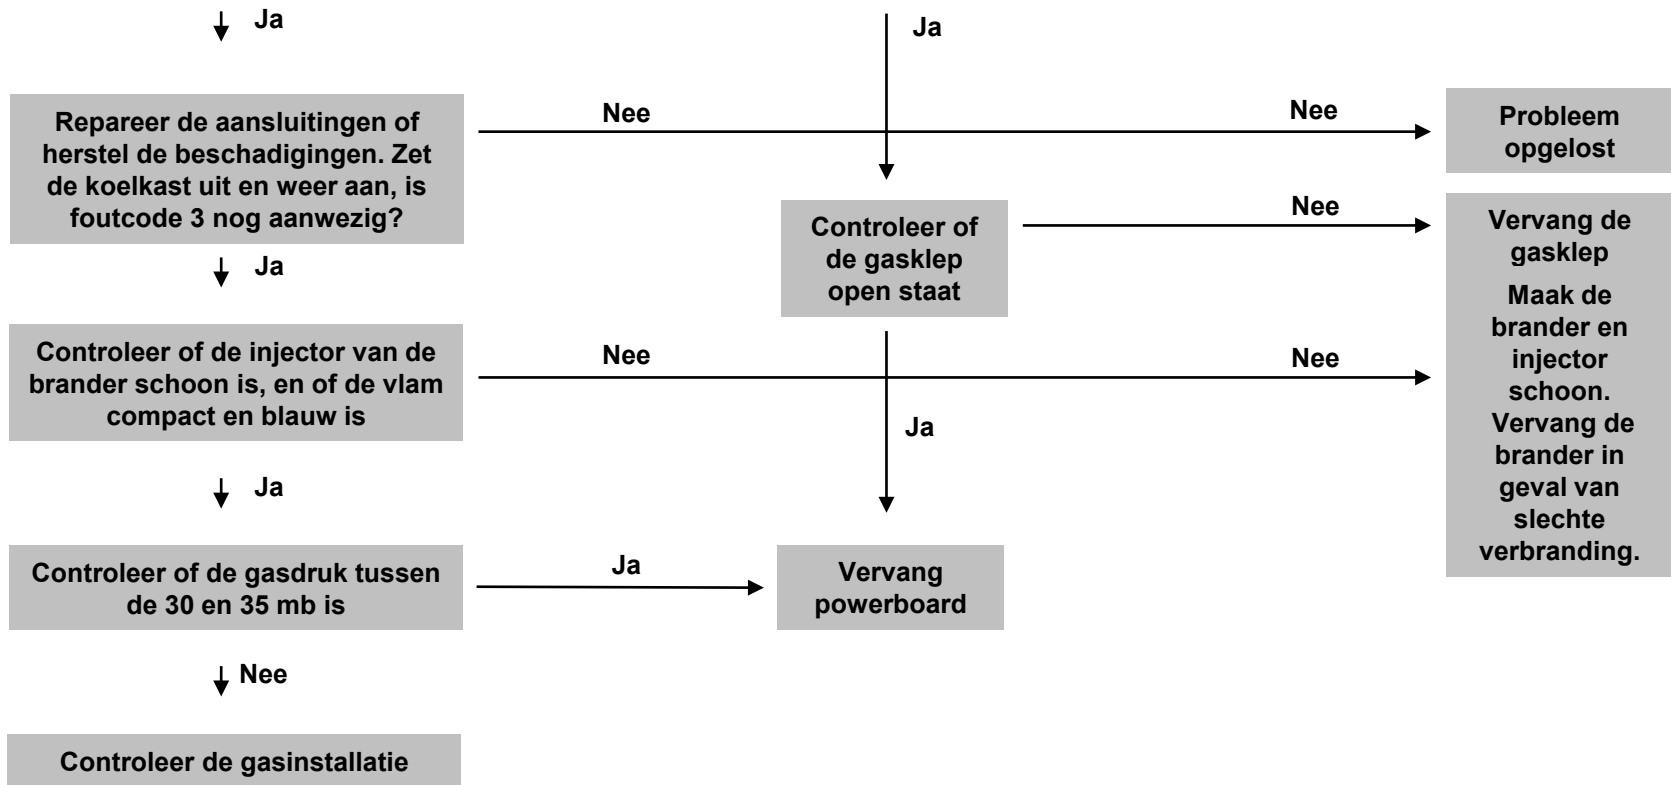 Ja
Ja
Repareer de aansluitingen of
herstel de beschadigingen. Zet
de koelkast uit en weer aan, is
foutcode 3 nog aanwezig?
Nee
Nee
Probleem
opgelost
Ja
Controleer of
de gasklep
open staat
Nee
Vervang de
gasklep
Controleer of de injector van de
brander schoon is, en of de vlam
compact en blauw is
Nee
Nee
Maak de
brander en
injector
schoon.
Vervang de
brander in
geval van
slechte
verbranding.
Ja
Ja
Controleer of de gasdruk tussen
de 30 en 35 mb is
Ja
Vervang
powerboard
Nee
Controleer de gasinstallatie